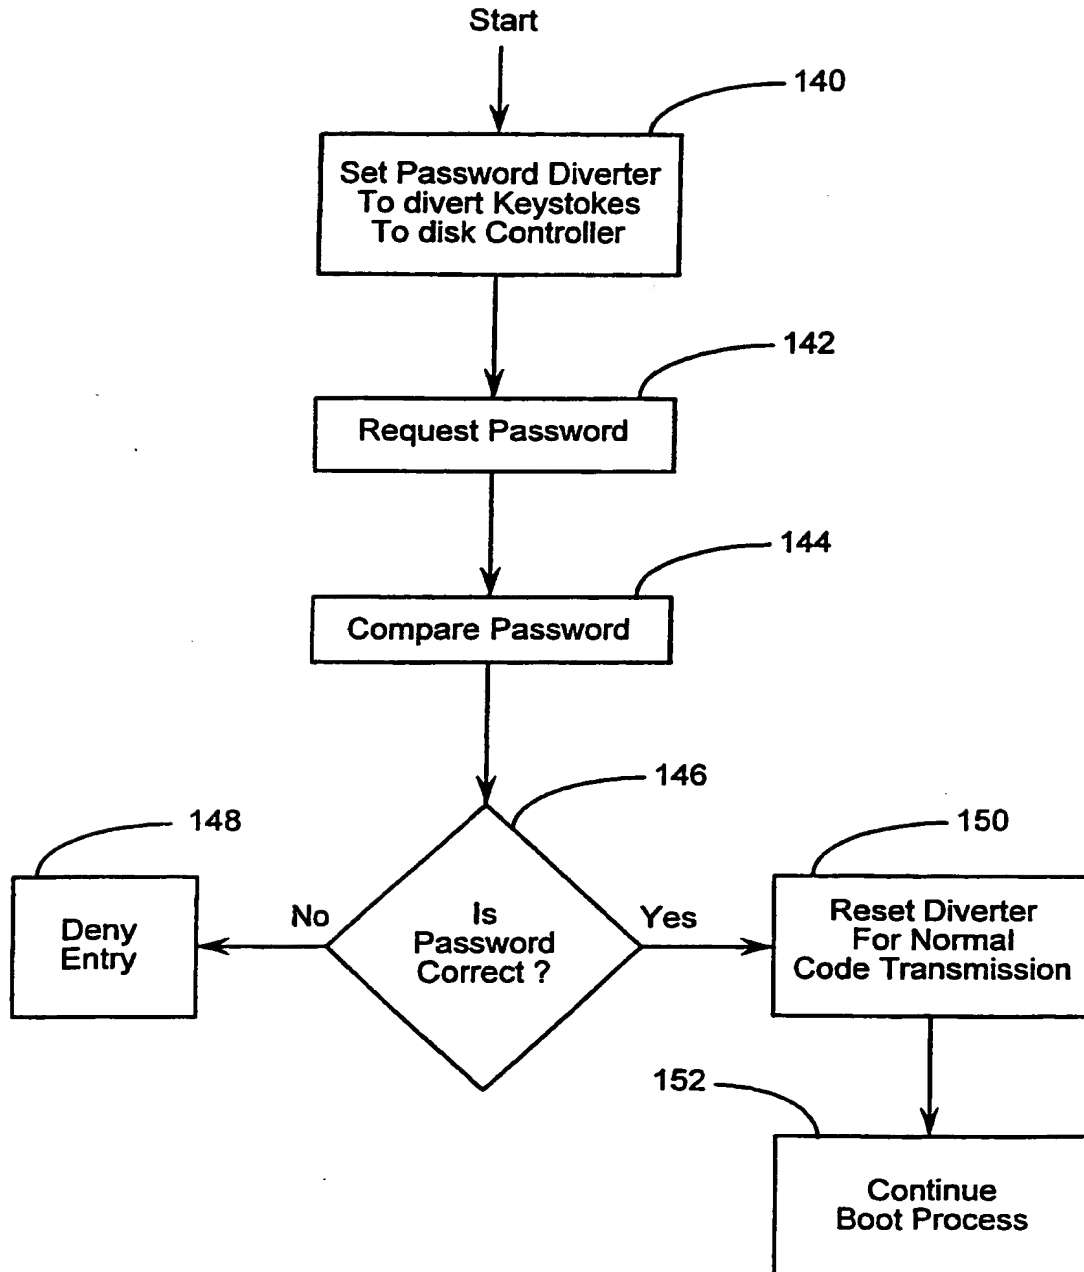 Start
140
Set Password Diverter
To divert Keystokes
To disk Controller
142
Request Password
144
Compare Password
146
Is
Password
Correct ?
No
148
Deny
Entry
Yes
150
Reset Diverter
For Normal
Code Transmission
152
Continue
Boot Process